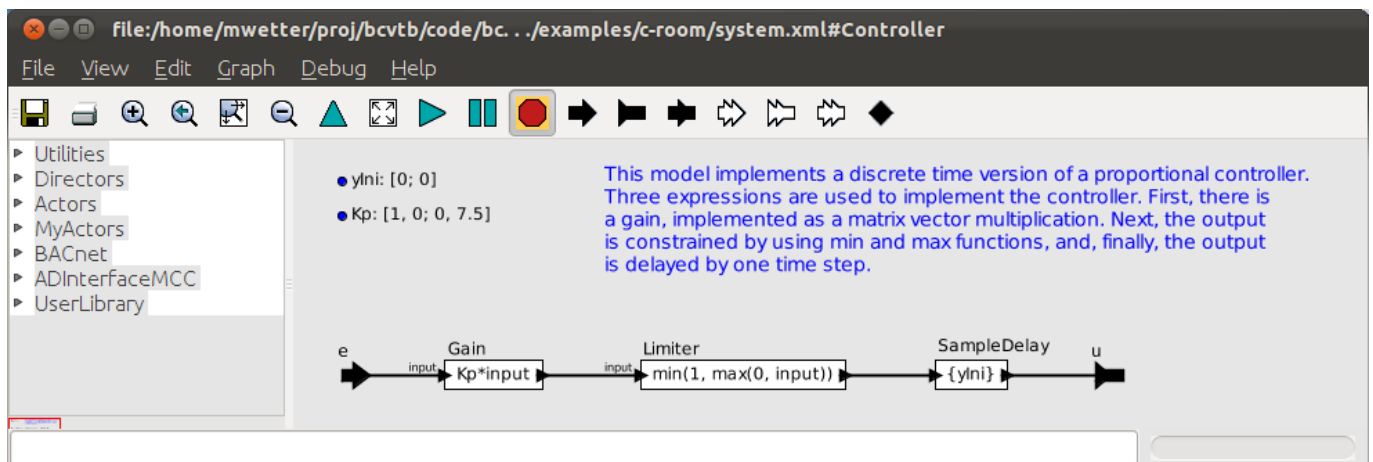 file:/home/mwetter/proj/bcvtb/code/bc. . ./examples/c-room/system.xml#Controller
File View Edit Graph Debug Help
Utilities
Directors
Actors
MyActors
BACnet
ADInterfaceMCC
UserLibrary
yIni: [0; 0]
Kp: [1, 0; 0, 7.5]
This model implements a discrete time version of a proportional controller.
Three expressions are used to implement the controller. First, there is
a gain, implemented as a matrix vector multiplication. Next, the output
is constrained by using min and max functions, and, finally, the output
is delayed by one time step.
e
Gain
input
Kp*input
Limiter
input
min(1, max(0, input))
SampleDelay
{yIni}
u